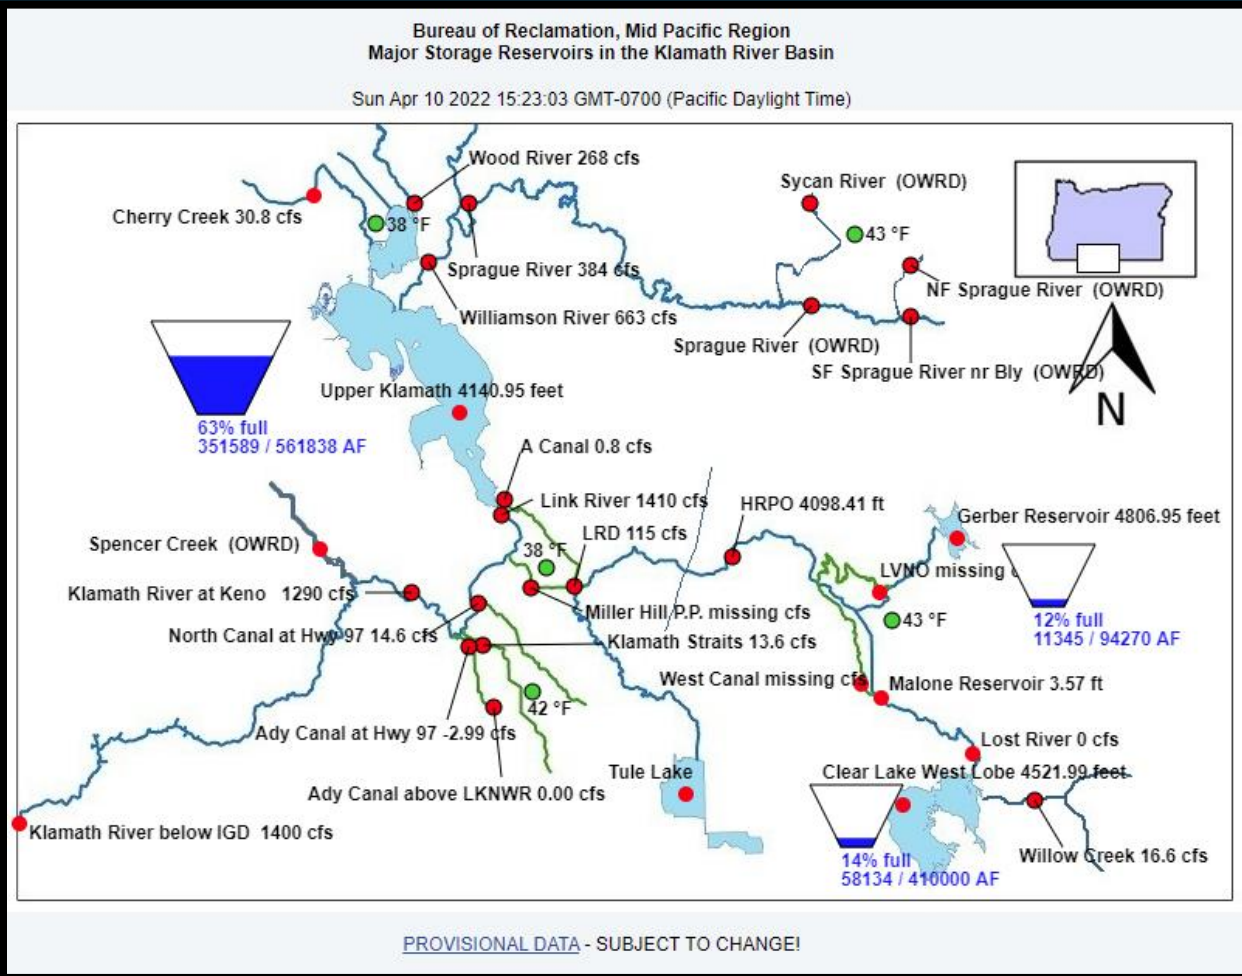 Bureau of Reclamation, Mid Pacific Region
Major Storage Reservoirs in the Klamath River Basin
Sun Apr 10 2022 15:23:03 GMT-0700 (Pacific Daylight Time)
Wood River 268 cfs
Sycan River (OWRD)
Cherry Creek 30.8 cfs
38 °F
43 °F
Sprague River 384 cfs
NF Sprague River (OWRD)
Williamson River 663 cfs
Sprague River (OWRD)
SF Sprague River nr Bly (OWRD)
Upper Klamath 4140.95 feet
N
63% full
351589 / 561838 AF
A Canal 0.8 cfs
Link River 1410 cfs
HRPO 4098.41 ft
Gerber Reservoir 4806.95 feet
Spencer Creek (OWRD)
LRD 115 cfs
38 °F
LVNO missing
Klamath River at Keno 1290 cfs
Miller Hill P.P. missing cfs
43 °F
12% full
11345 / 94270 AF
North Canal at Hwy 97 14.6 cfs
Klamath Straits 13.6 cfs
West Canal missing cfs
Malone Reservoir 3.57 ft
42 °F
Ady Canal at Hwy 97 -2.99 cfs
Lost River 0 cfs
Tule Lake
Clear Lake West Lobe 4521.99 feet
Ady Canal above LKNWR 0.00 cfs
Klamath River below IGD 1400 cfs
14% full
58134 / 410000 AF
Willow Creek 16.6 cfs
PROVISIONAL DATA - SUBJECT TO CHANGE!